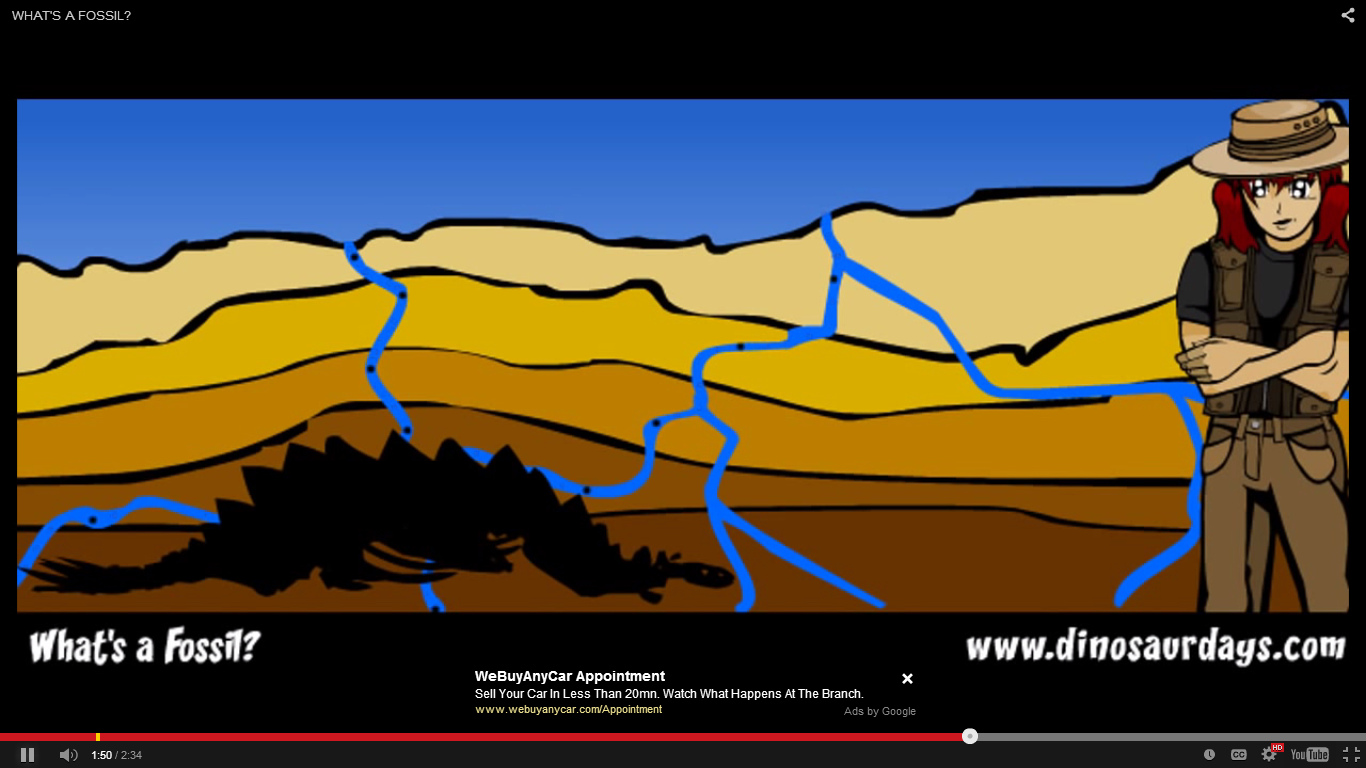 WHAT'S A FOSSIL?
What's a Fossil?
www.dinosaurdays.com
WeBuyAnyCar Appointment
Sell Your Car In Less Than 20mn. Watch What Happens At The Branch.
www.webuyanycar.com/Appointment
Ads by Google
1:50 / 2:34
CC
HD
YouTube